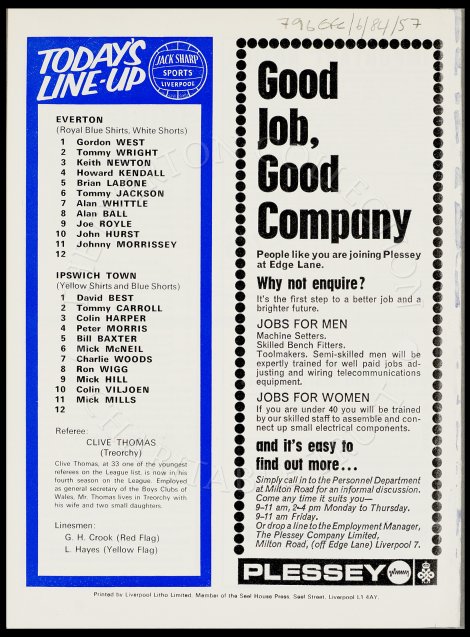 796 EFC/6/84/57
TODAY'S
LINE-UP
JACK SHARP
SPORTS
LIVERPOOL
EVERTON
(Royal Blue Shirts, White Shorts)
1 Gordon WEST
2 Tommy WRIGHT
3 Keith NEWTON
4 Howard KENDALL
5 Brian LABONE
6 Tommy JACKSON
7 Alan WHITTLE
8 Alan BALL
9 Joe ROYLE
10 John HURST
11 Johnny MORRISSEY
12
IPSWICH TOWN
(Yellow Shirts and Blue Shorts)
1 David BEST
2 Tommy CARROLL
3 Colin HARPER
4 Peter MORRIS
5 Bill BAXTER
6 Mick McNEIL
7 Charlie WOODS
8 Ron WIGG
9 Mick HILL
10 Colin VILJOEN
11 Mick MILLS
12
Referee:
CLIVE THOMAS
(Treorchy)
Clive Thomas, at 33 one of the youngest
referees on the League list, is now in his
fourth season on the League. Employed
as general secretary of the Boys Clubs of
Wales, Mr. Thomas lives in Treorchy with
his wife and two small daughters.
Linesmen:
G. H. Crook (Red Flag)
L. Hayes (Yellow Flag)
Good
Job,
Good
Company
People like you are joining Plessey
at Edge Lane.
Why not enquire?
It's the first step to a better job and a
brighter future.
JOBS FOR MEN
Machine Setters.
Skilled Bench Fitters.
Toolmakers. Semi-skilled men will be
expertly trained for well paid jobs ad-
justing and wiring telecommunications
equipment.
JOBS FOR WOMEN
If you are under 40 you will be trained
by our skilled staff to assemble and con-
nect up small electrical components.
and it's easy to
find out more...
Simply call in to the Personnel Department
at Milton Road for an informal discussion.
Come any time it suits you—
9-11 am, 2-4 pm Monday to Thursday.
9-11 am Friday.
Or drop a line to the Employment Manager,
The Plessey Company Limited,
Milton Road, (off Edge Lane) Liverpool 7.
PLESSEY
Printed by Liverpool Litho Limited, Member of the Seel House Press, Seel Street, Liverpool L1 4AY.